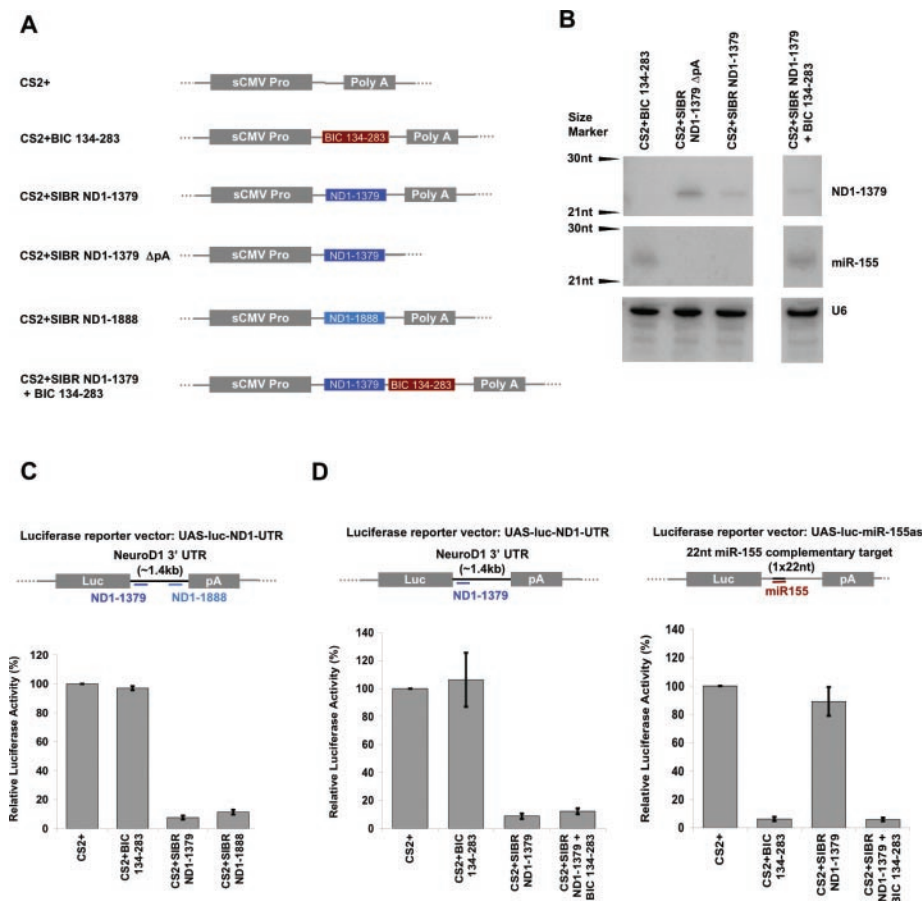 A
CS2+
sCMV Pro
Poly A
CS2+BIC 134-283
sCMV Pro
BIC 134-283
Poly A
CS2+SIBR ND1-1379
sCMV Pro
ND1-1379
Poly A
CS2+SIBR ND1-1379 ΔpA
sCMV Pro
ND1-1379
CS2+SIBR ND1-1888
sCMV Pro
ND1-1888
Poly A
CS2+SIBR ND1-1379
+ BIC 134-283
sCMV Pro
ND1-1379
BIC 134-283
Poly A
B
CS2+BIC 134-283
CS2+SIBR
ND1-1379 ΔpA
CS2+SIBR ND1-1379
CS2+SIBR ND1-1379
+ BIC 134-283
Size
Marker
30nt
21nt
ND1-1379
30nt
21nt
miR-155
U6
C
Luciferase reporter vector: UAS-luc-ND1-UTR
NeuroD1 3' UTR
(~1.4kb)
Luc
pA
ND1-1379
ND1-1888
Relative Luciferase Activity (%)
120
100
80
60
40
20
0
CS2+
CS2+BIC
134-283
CS2+SIBR
ND1-1379
CS2+SIBR
ND1-1888
D
Luciferase reporter vector: UAS-luc-ND1-UTR
NeuroD1 3' UTR
(~1.4kb)
Luc
pA
ND1-1379
Relative Luciferase Activity (%)
140
120
100
80
60
40
20
0
CS2+
CS2+BIC
134-283
CS2+SIBR
ND1-1379
CS2+SIBR
ND1-1379 +
BIC 134-283
Luciferase reporter vector: UAS-luc-miR-155as
22nt miR-155 complementary target
(1x22nt)
Luc
pA
miR155
Relative Luciferase Activity (%)
140
120
100
80
60
40
20
0
CS2+
CS2+BIC
134-283
CS2+SIBR
ND1-1379
CS2+SIBR
ND1-1379 +
BIC 134-283